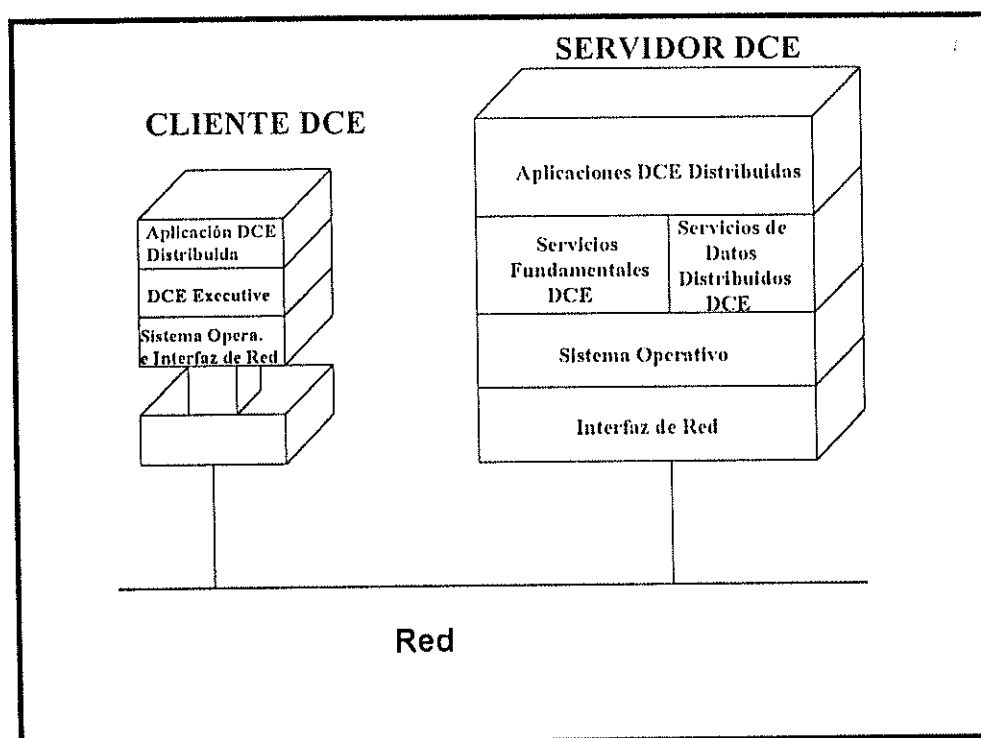 SERVIDOR DCE
CLIENTE DCE
Aplicación DCE
Distribuida
DCE Executive
Sistema Opera.
e Interfaz de Red
Aplicaciones DCE Distribuidas
Servicios
Fundamentales
DCE
Servicios de
Datos
Distribuidos
DCE
Sistema Operativo
Interfaz de Red
Red